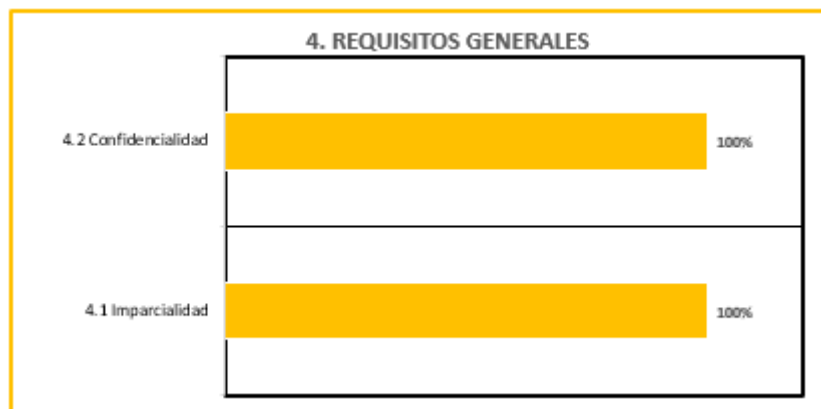 4. REQUISITOS GENERALES
4.2 Confidencialidad
100%
4.1 Imparcialidad
100%